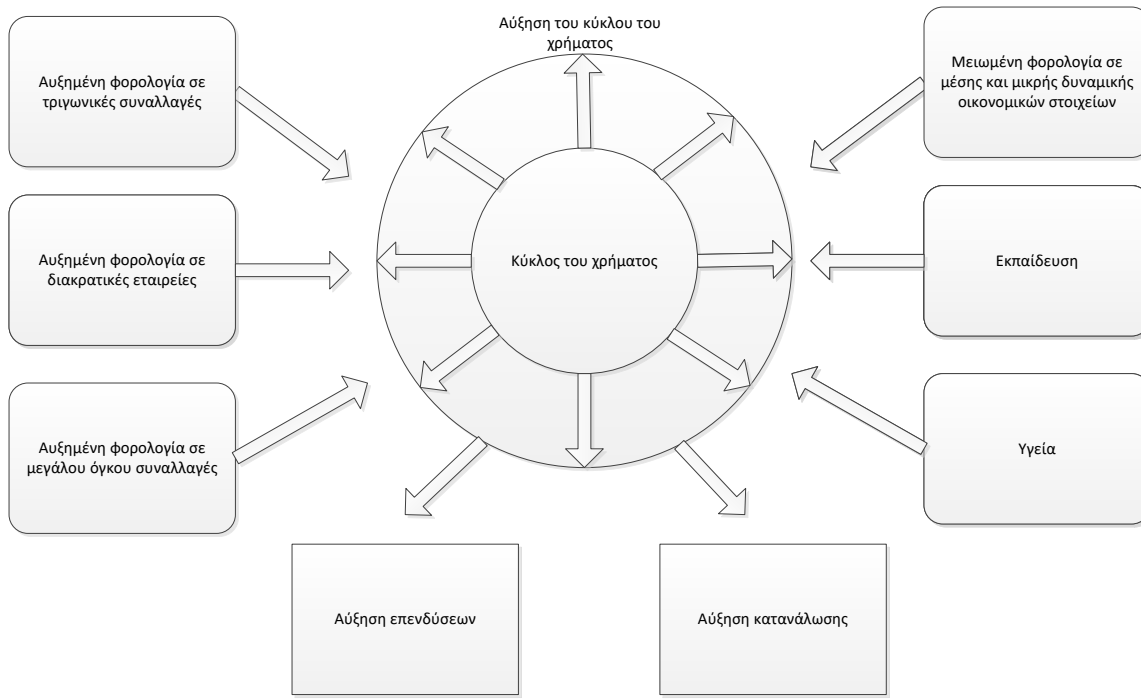 Αύξηση του κύκλου του
χρήματος
Αυξημένη φορολογία σε
τριγωνικές συναλλαγές
Μειωμένη φορολογία σε
μέσης και μικρής δυναμικής
οικονομικών στοιχείων
Αυξημένη φορολογία σε
διακρατικές εταιρείες
Κύκλος του χρήματος
Εκπαίδευση
Αυξημένη φορολογία σε
μεγάλου όγκου συναλλαγές
Υγεία
Αύξηση επενδύσεων
Αύξηση κατανάλωσης